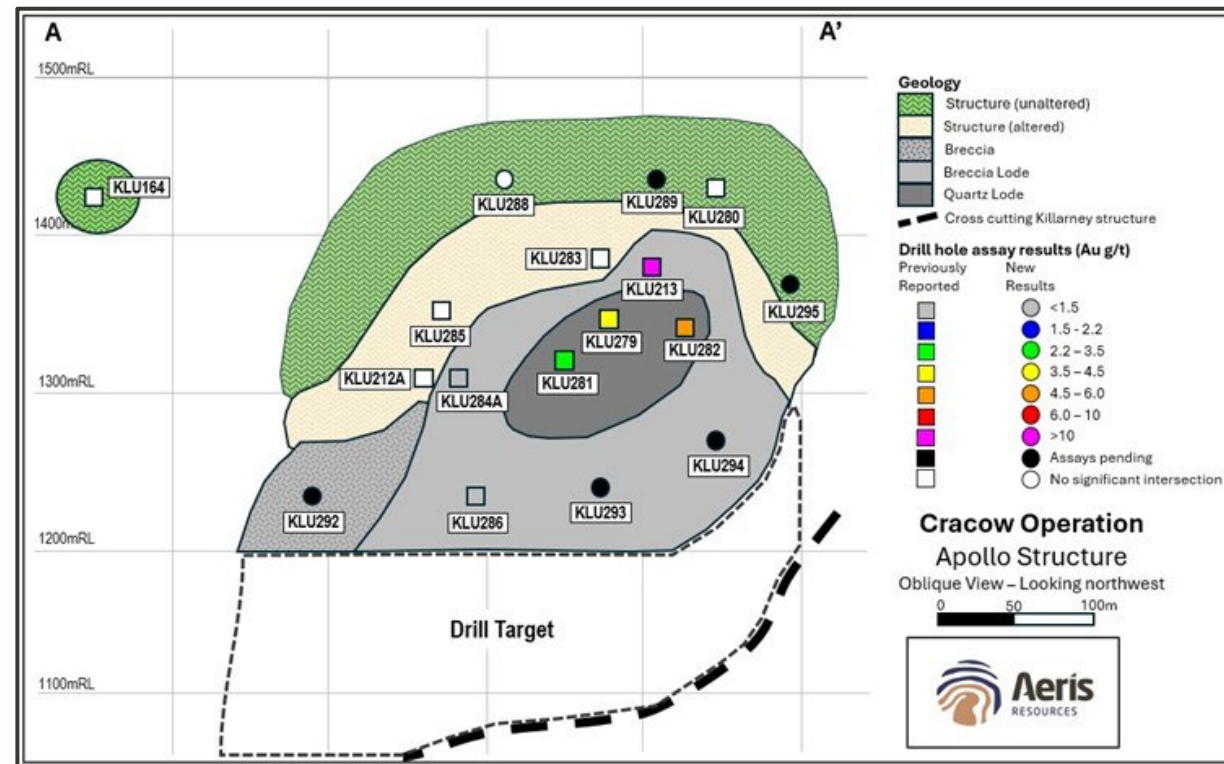 A A'
1500mRL
1400mRL
1300mRL
1200mRL
1100mRL
KLU164
KLU288
KLU289
KLU280
KLU283
KLU213
KLU295
KLU285
KLU279
KLU282
KLU212A
KLU284A
KLU281
KLU294
KLU292
KLU286
KLU293
Drill Target
Geology
Structure (unaltered)
Structure (altered)
Breccia
Breccia Lode
Quartz Lode
Cross cutting Killarney structure
Drill hole assay results (Au g/t)
Previously New
Reported Results
<1.5
1.5 - 2.2
2.2 – 3.5
3.5 – 4.5
4.5 – 6.0
6.0 – 10
>10
Assays pending
No significant intersection
Cracow Operation
Apollo Structure
Oblique View – Looking northwest
0 50 100m
Aeris
RESOURCES